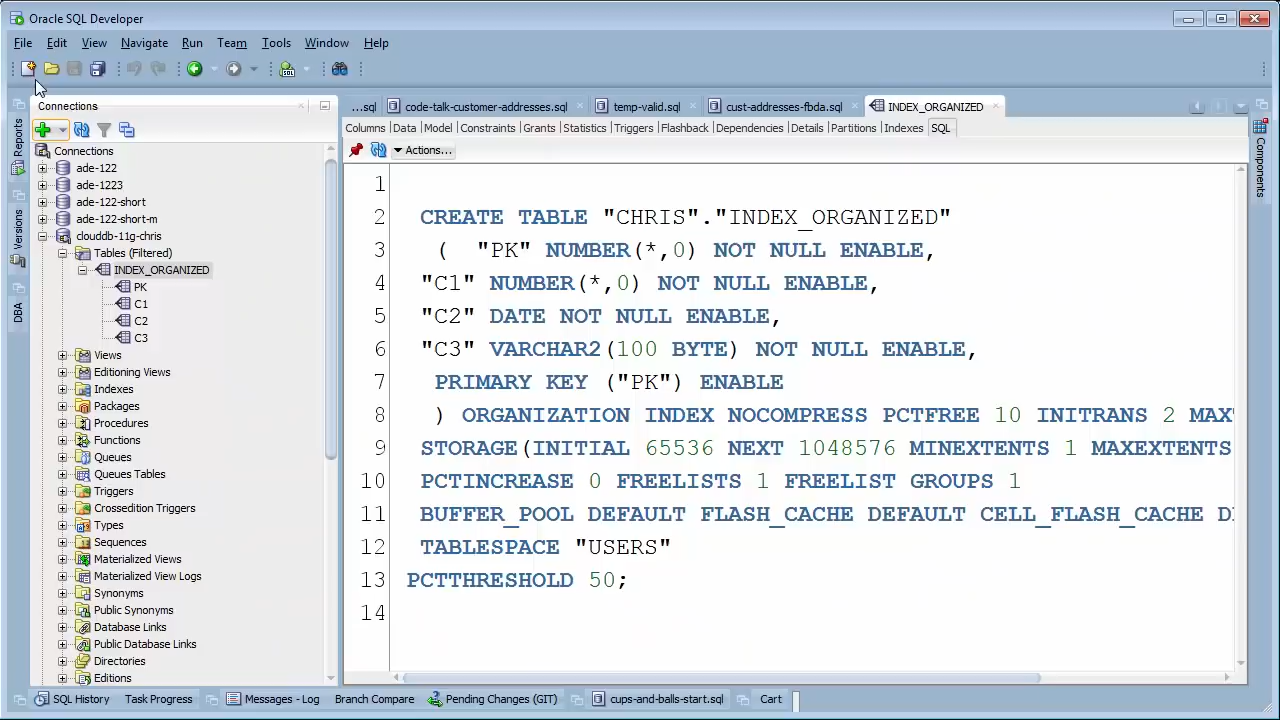 Oracle SQL Developer
File Edit View Navigate Run Team Tools Window Help
Connections
...sql code-talk-customer-addresses.sql temp-valid.sql cust-addresses-fbda.sql INDEX_ORGANIZED
Columns Data Model Constraints Grants Statistics Triggers Flashback Dependencies Details Partitions Indexes SQL
Actions...
Reports
Versions
DBA
Components
Connections
ade-122
ade-1223
ade-122-short
ade-122-short-m
clouddb-11g-chris
Tables (Filtered)
INDEX_ORGANIZED
PK
C1
C2
C3
Views
Editioning Views
Indexes
Packages
Procedures
Functions
Queues
Queues Tables
Triggers
Crossedition Triggers
Types
Sequences
Materialized Views
Materialized View Logs
Synonyms
Public Synonyms
Database Links
Public Database Links
Directories
Editions
1
2 CREATE TABLE "CHRIS"."INDEX_ORGANIZED"
3 ( "PK" NUMBER(*,0) NOT NULL ENABLE,
4 "C1" NUMBER(*,0) NOT NULL ENABLE,
5 "C2" DATE NOT NULL ENABLE,
6 "C3" VARCHAR2(100 BYTE) NOT NULL ENABLE,
7 PRIMARY KEY ("PK") ENABLE
8 ) ORGANIZATION INDEX NOCOMPRESS PCTFREE 10 INITRANS 2
9 STORAGE(INITIAL 65536 NEXT 1048576 MINEXTENTS 1 MAXEXTENTS
10 PCTINCREASE 0 FREELISTS 1 FREELIST GROUPS 1
11 BUFFER_POOL DEFAULT FLASH_CACHE DEFAULT CELL_FLASH_CACHE
12 TABLESPACE "USERS"
13 PCTTHRESHOLD 50;
14
SQL History Task Progress Messages - Log Branch Compare Pending Changes (GIT) cups-and-balls-start.sql Cart